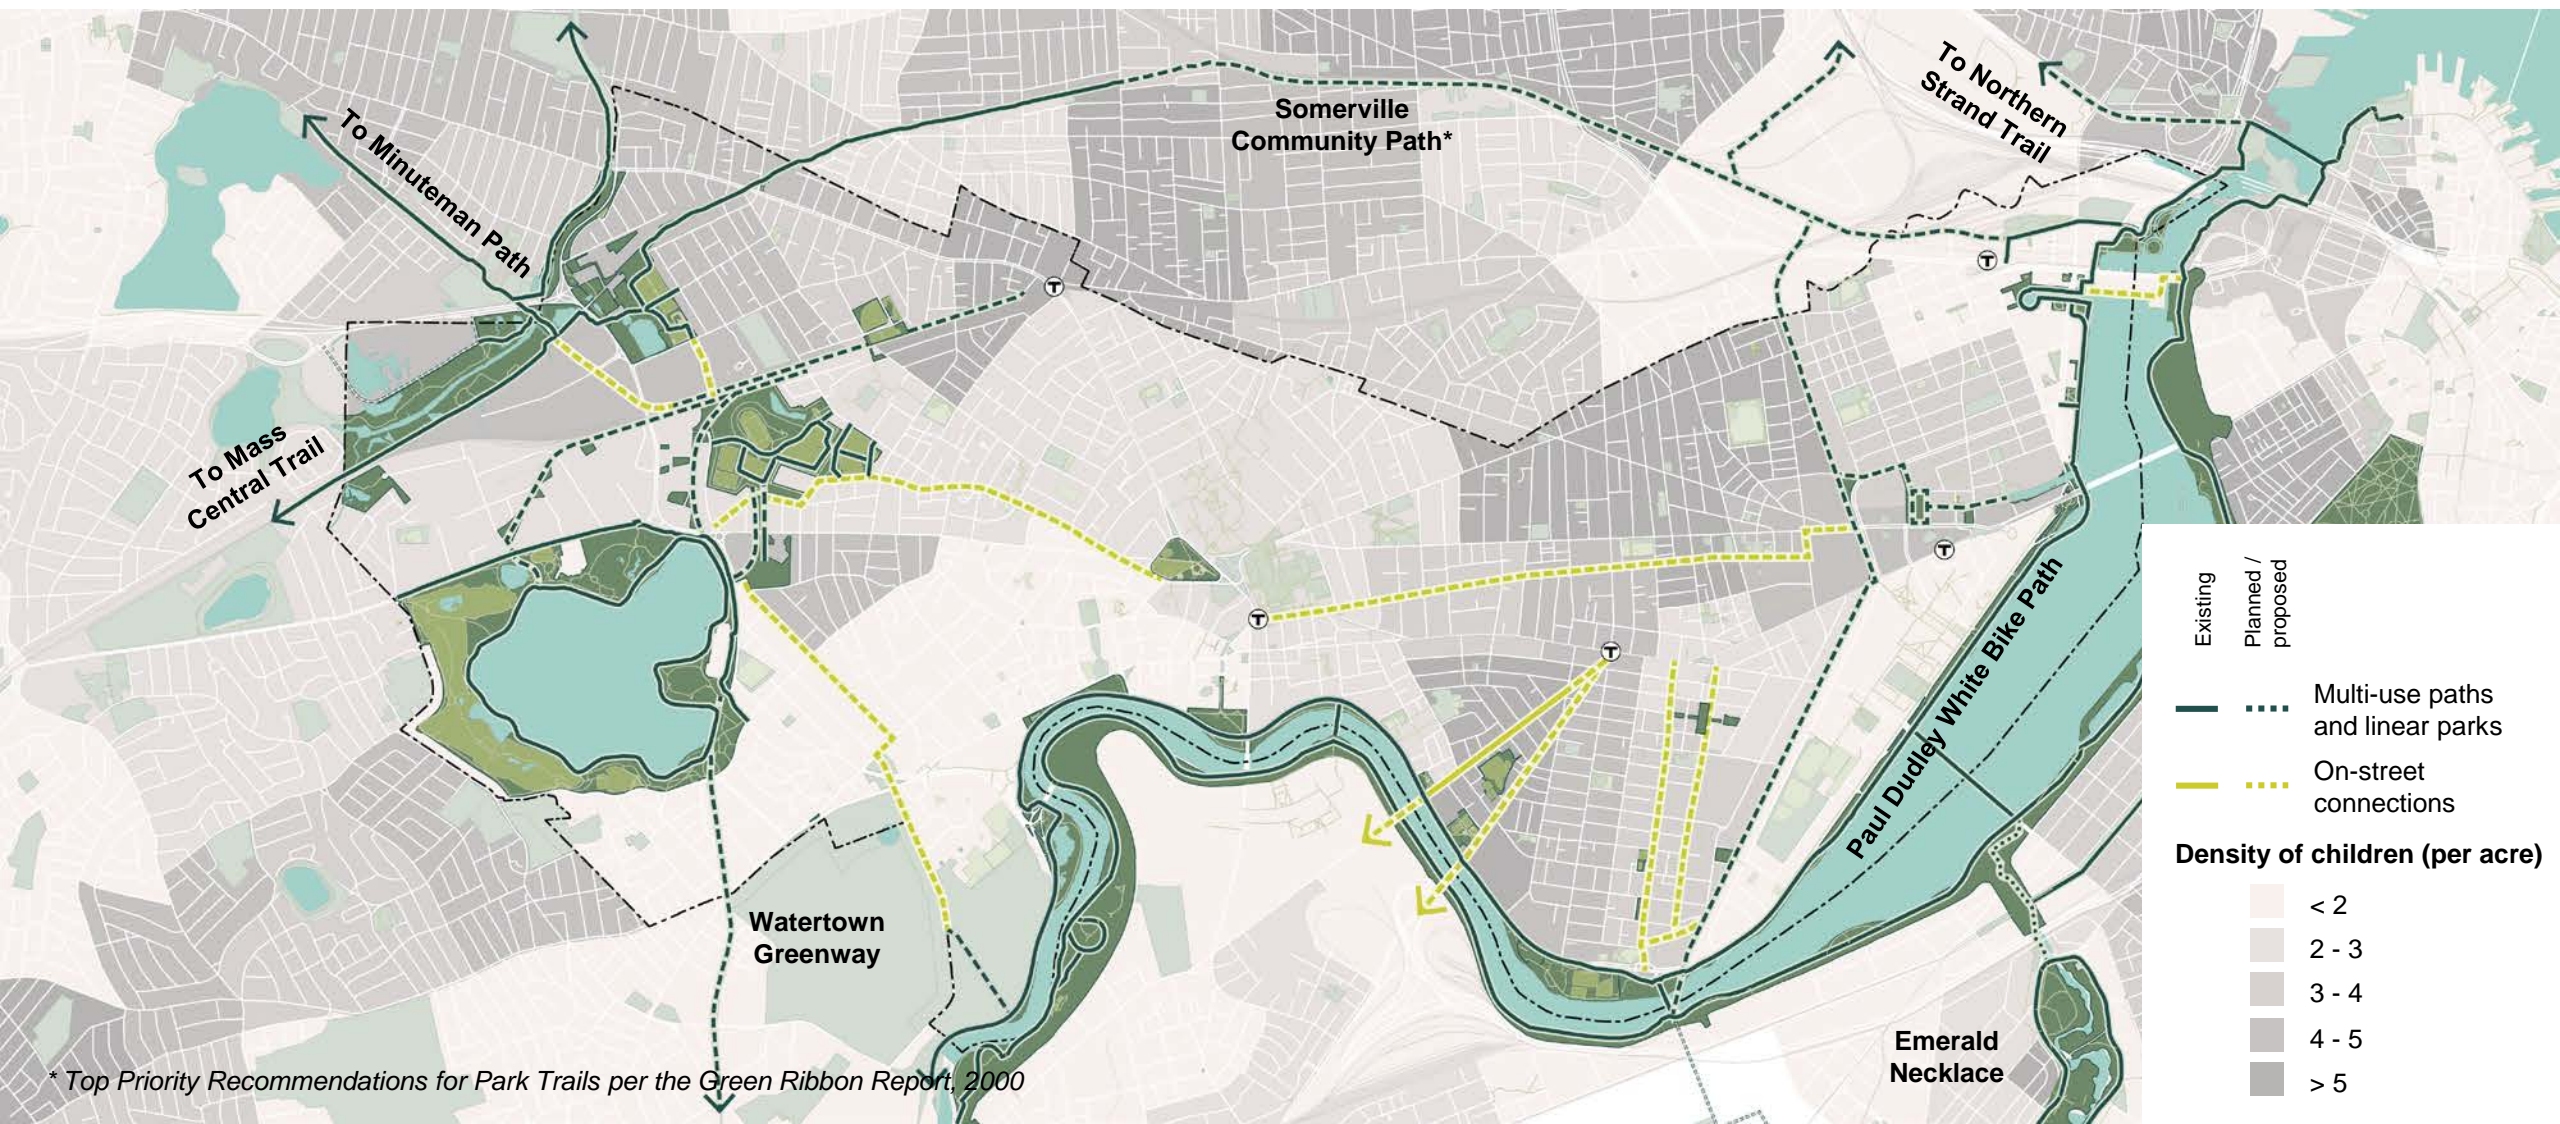 To Minuteman Path
Somerville
Community Path*
To Northern
Strand Trail
To Mass
Central Trail
T
T
T
T
T
Paul Dudley White Bike Path
Watertown
Greenway
Emerald
Necklace
* Top Priority Recommendations for Park Trails per the Green Ribbon Report, 2000
Existing
Planned /
proposed
Multi-use paths
and linear parks
On-street
connections
Density of children (per acre)
< 2
2 - 3
3 - 4
4 - 5
> 5